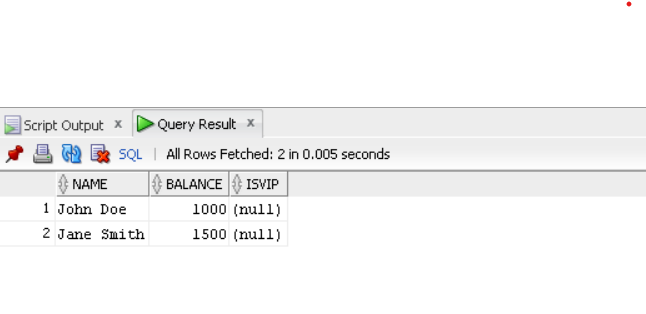 Script Output x Query Result x
SQL | All Rows Fetched: 2 in 0.005 seconds
NAME BALANCE ISVIP
1 John Doe 1000 (null)
2 Jane Smith 1500 (null)